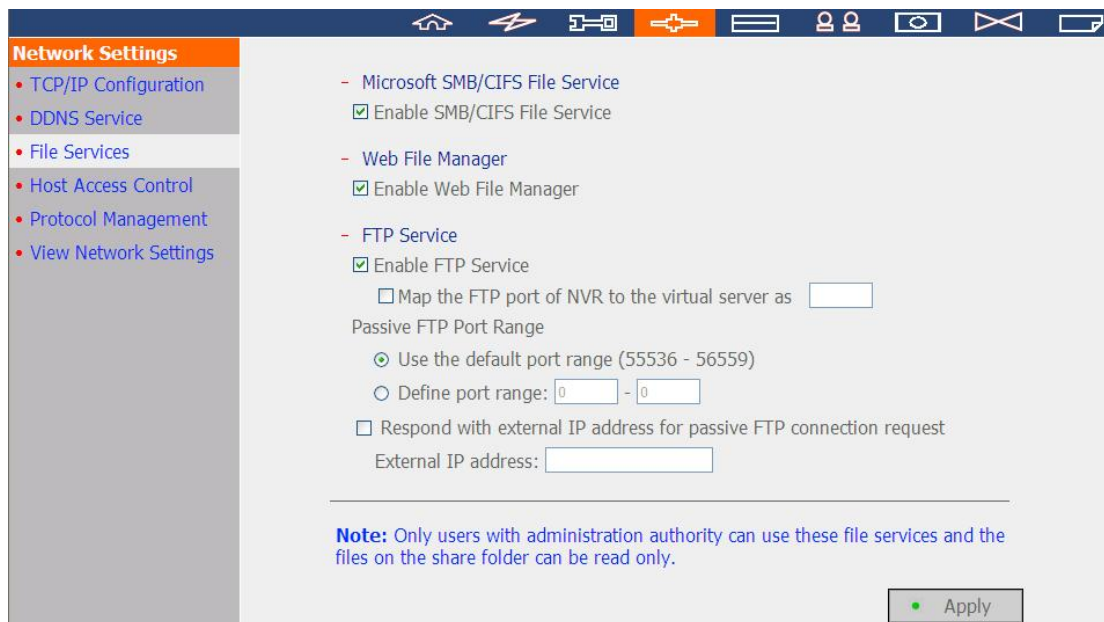 Network Settings
• TCP/IP Configuration
• DDNS Service
• File Services
• Host Access Control
• Protocol Management
• View Network Settings
- Microsoft SMB/CIFS File Service
Enable SMB/CIFS File Service
- Web File Manager
Enable Web File Manager
- FTP Service
Enable FTP Service
Map the FTP port of NVR to the virtual server as
Passive FTP Port Range
Use the default port range (55536 - 56559)
Define port range: 0 - 0
Respond with external IP address for passive FTP connection request
External IP address:
Note: Only users with administration authority can use these file services and the
files on the share folder can be read only.
• Apply